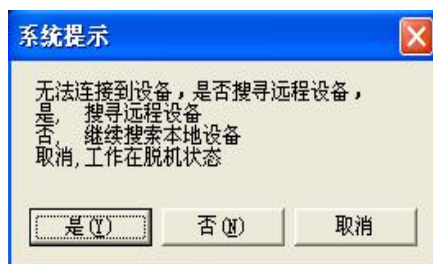 系统提示
无法连接到设备，是否搜寻远程设备，
是， 搜寻远程设备
否， 继续搜索本地设备
取消,工作在脱机状态
是(Y) 否(N) 取消